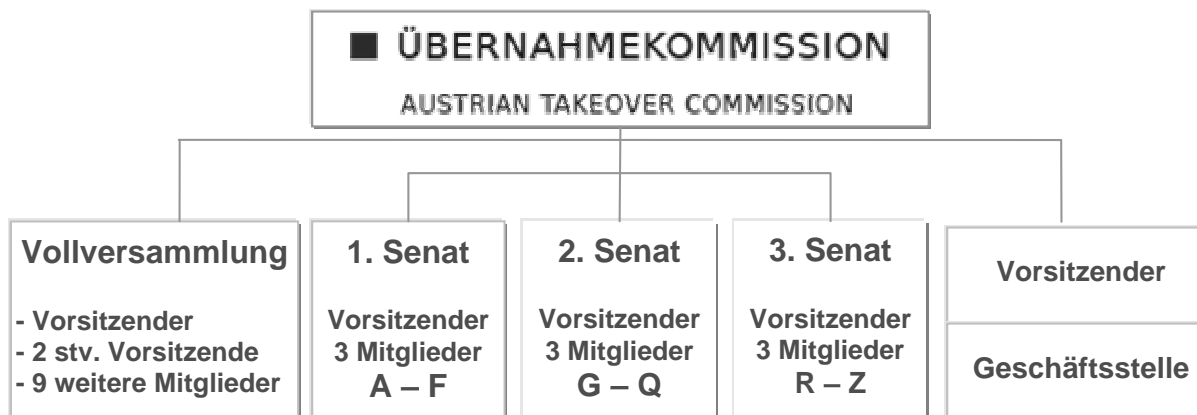 ■ ÜBERNAHMEKOMMISSION
AUSTRIAN TAKEOVER COMMISSION
Vollversammlung
- Vorsitzender
- 2 stv. Vorsitzende
- 9 weitere Mitglieder
1. Senat
Vorsitzender
3 Mitglieder
A – F
2. Senat
Vorsitzender
3 Mitglieder
G – Q
3. Senat
Vorsitzender
3 Mitglieder
R – Z
Vorsitzender
Geschäftsstelle